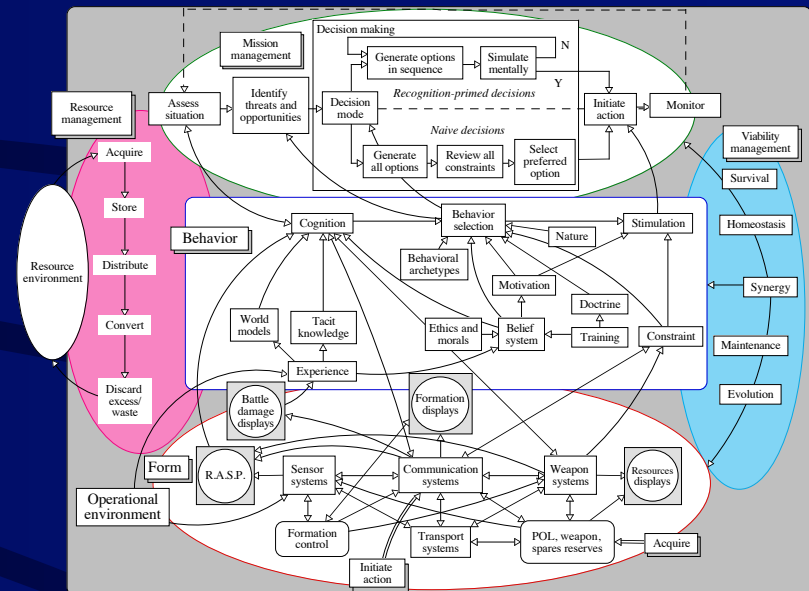 Decision making
Mission
management
Generate options
in sequence
Simulate
mentally
N
Y
Recognition-primed decisions
Resource
management
Assess
situation
Identify
threats and
opportunities
Decision
mode
Initiate
action
Monitor
Naive decisions
Viability
management
Generate
all options
Review all
constraints
Select
preferred
option
Acquire
Store
Distribute
Convert
Discard
excess/
waste
Resource
environment
Survival
Homeostasis
Synergy
Maintenance
Evolution
Behavior
Cognition
Behavior
selection
Stimulation
Nature
Behavioral
archetypes
Motivation
Doctrine
World
models
Tacit
knowledge
Ethics and
morals
Belief
system
Training
Constraint
Experience
Battle
damage
displays
Formation
displays
Form
R.A.S.P.
Sensor
systems
Communication
systems
Weapon
systems
Resources
displays
Operational
environment
Formation
control
Transport
systems
POL, weapon,
spares reserves
Acquire
Initiate
action